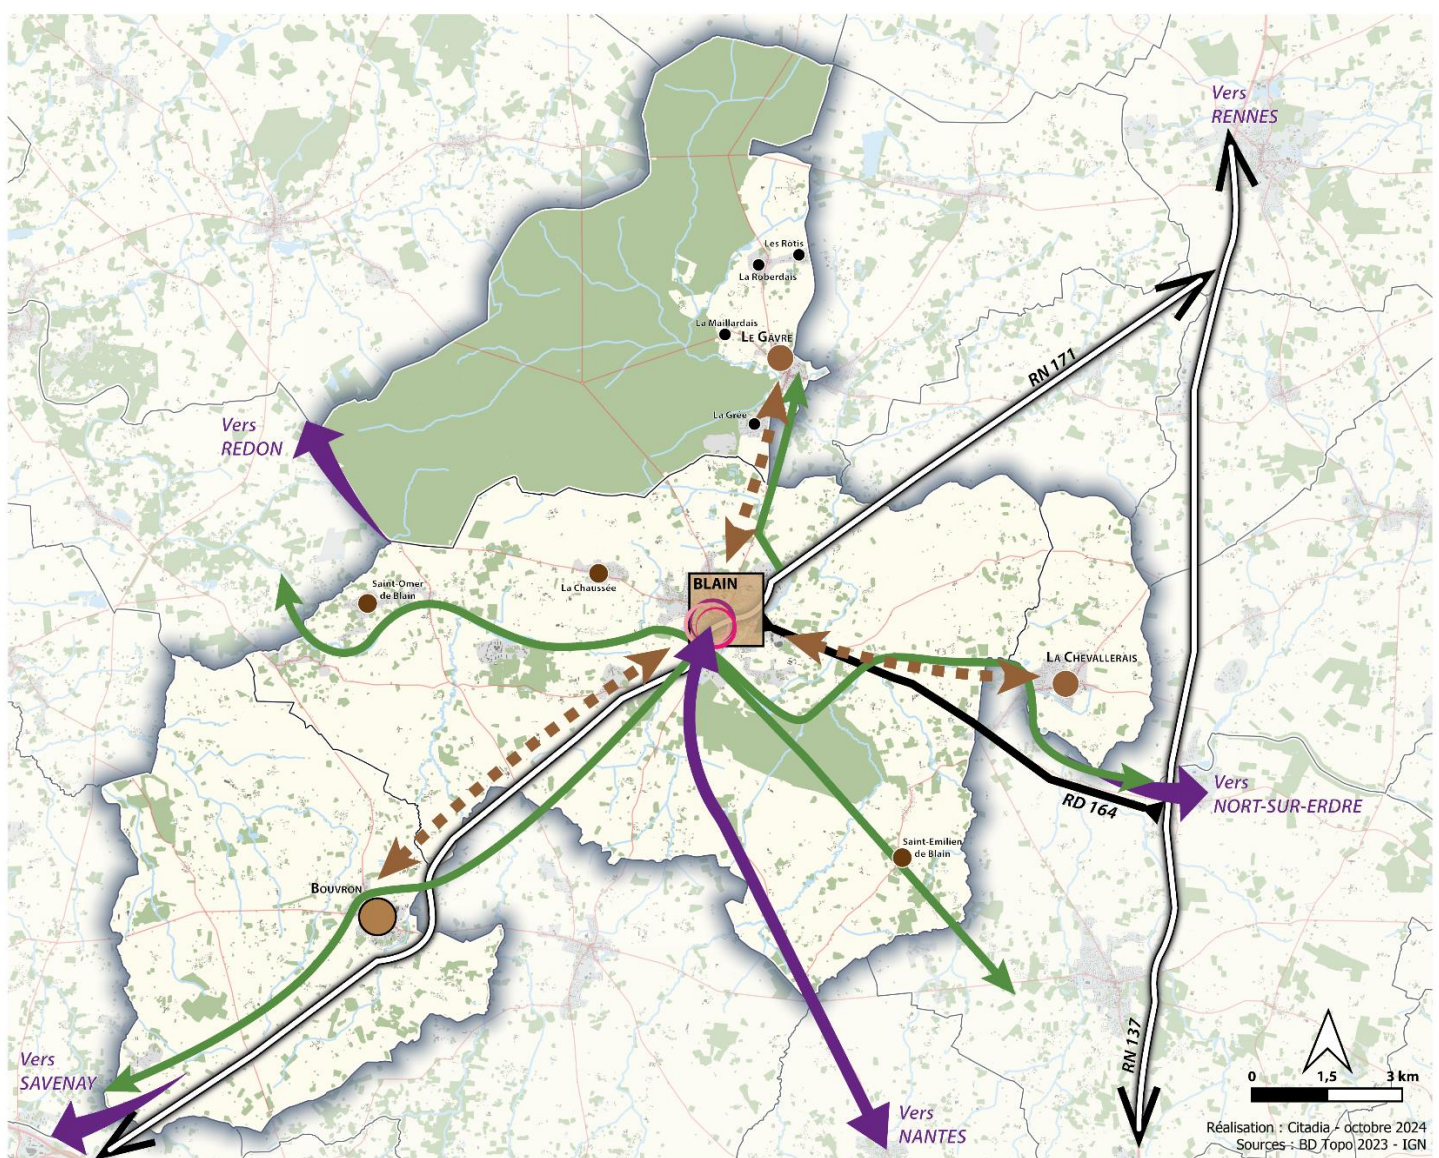 Vers
RENNES
Les Rotis
La Roberdais
La Maillardais
LE GÂVRE
RN 171
La Grée
Vers
REDON
BLAIN
Saint-Omer
de Blain
La Chaussée
LA CHEVALLERAIS
Vers
NORT-SUR-ERDRE
RD 164
Saint-Emilien
de Blain
BOUVRON
RN 137
Vers
SAVENAY
0 1,5 3 km
Vers
NANTES
Réalisation : Citadia - octobre 2024
Sources : BD Topo 2023 - IGN